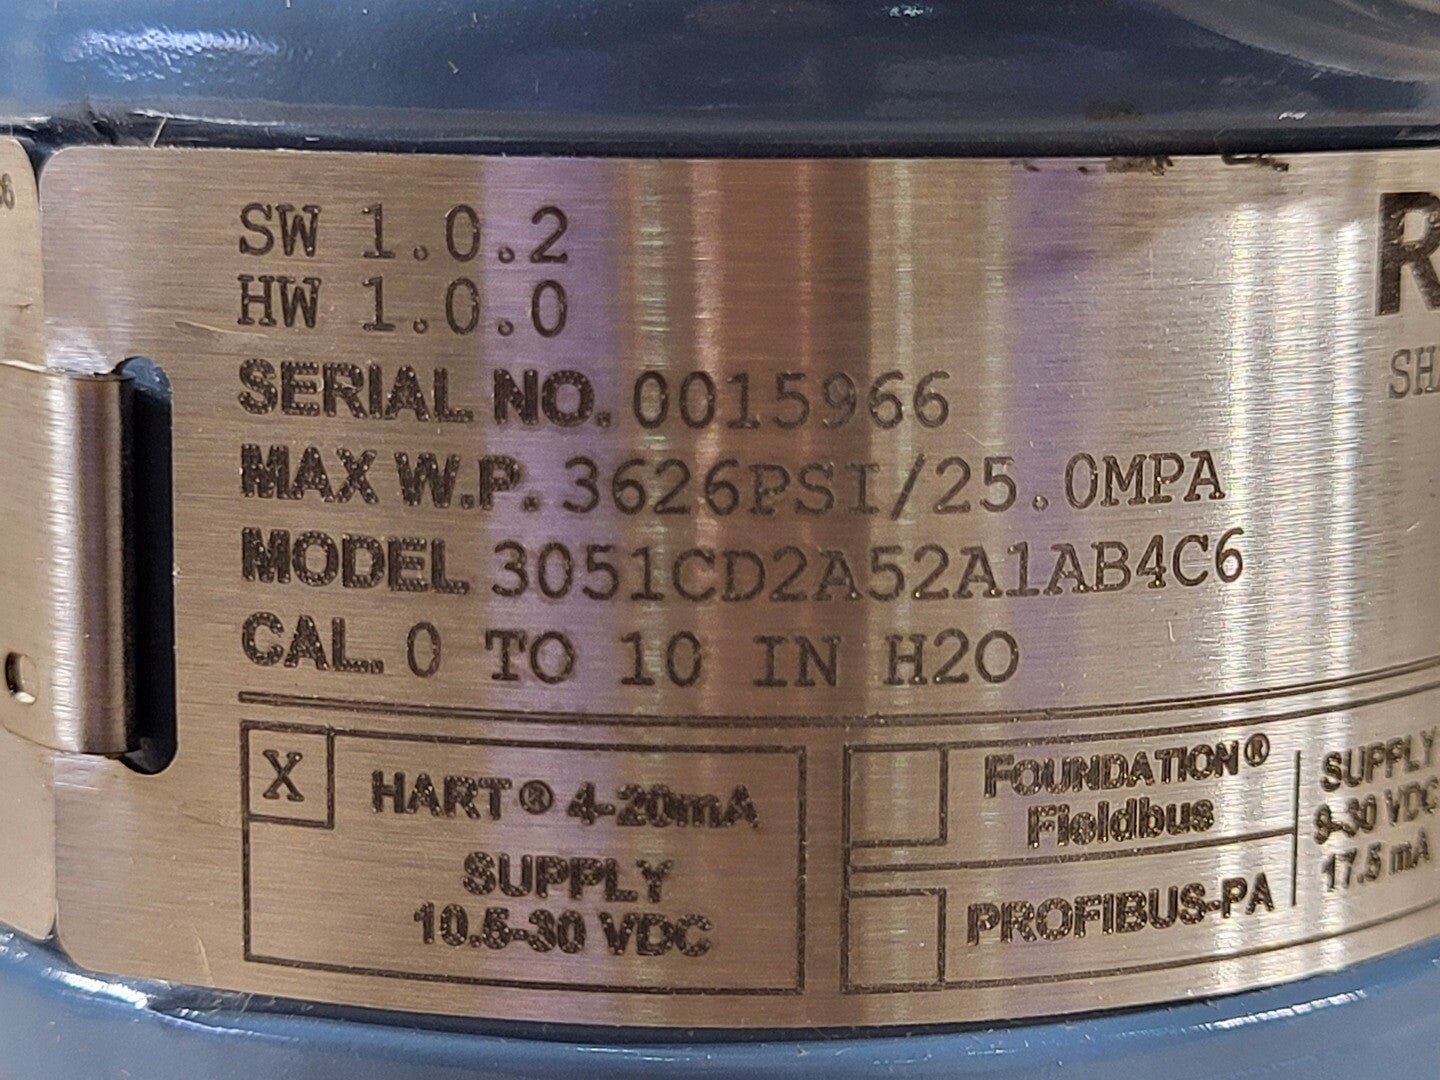 SW 1.0.2
HW 1.0.0
SERIAL NO. 0015966
MAX W.P. 3626PSI/25.0MPA
MODEL 3051CD2A52A1AB4C6
CAL. 0 TO 10 IN H2O
X HART® 4-20mA
SUPPLY
10.5-30 VDC
FOUNDATION®
Fieldbus
PROFIBUS-PA
SUPPLY
9-30 VDC
17.5 mA